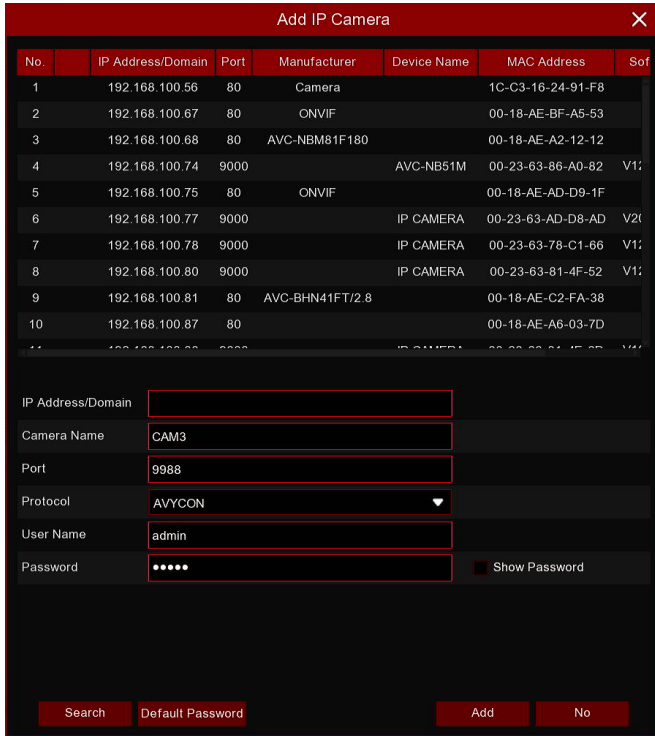 Add IP Camera
No. IP Address/Domain Port Manufacturer Device Name MAC Address Sof
1 192.168.100.56 80 Camera 1C-C3-16-24-91-F8
2 192.168.100.67 80 ONVIF 00-18-AE-BF-A5-53
3 192.168.100.68 80 AVC-NBM81F180 00-18-AE-A2-12-12
4 192.168.100.74 9000 AVC-NB51M 00-23-63-86-A0-82 V12
5 192.168.100.75 80 ONVIF 00-18-AE-AD-D9-1F
6 192.168.100.77 9000 IP CAMERA 00-23-63-AD-D8-AD V20
7 192.168.100.78 9000 IP CAMERA 00-23-63-78-C1-66 V12
8 192.168.100.80 9000 IP CAMERA 00-23-63-81-4F-52 V12
9 192.168.100.81 80 AVC-BHN41FT/2.8 00-18-AE-C2-FA-38
10 192.168.100.87 80 00-18-AE-A6-03-7D
IP Address/Domain
Camera Name CAM3
Port 9988
Protocol AVYCON
User Name admin
Password ●●●●● Show Password
Search Default Password Add No